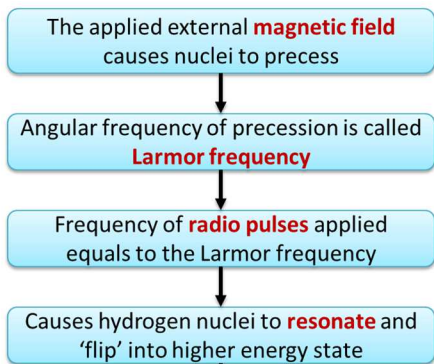 The applied external magnetic field
causes nuclei to precess
Angular frequency of precession is called
Larmor frequency
Frequency of radio pulses applied
equals to the Larmor frequency
Causes hydrogen nuclei to resonate and
‘flip’ into higher energy state